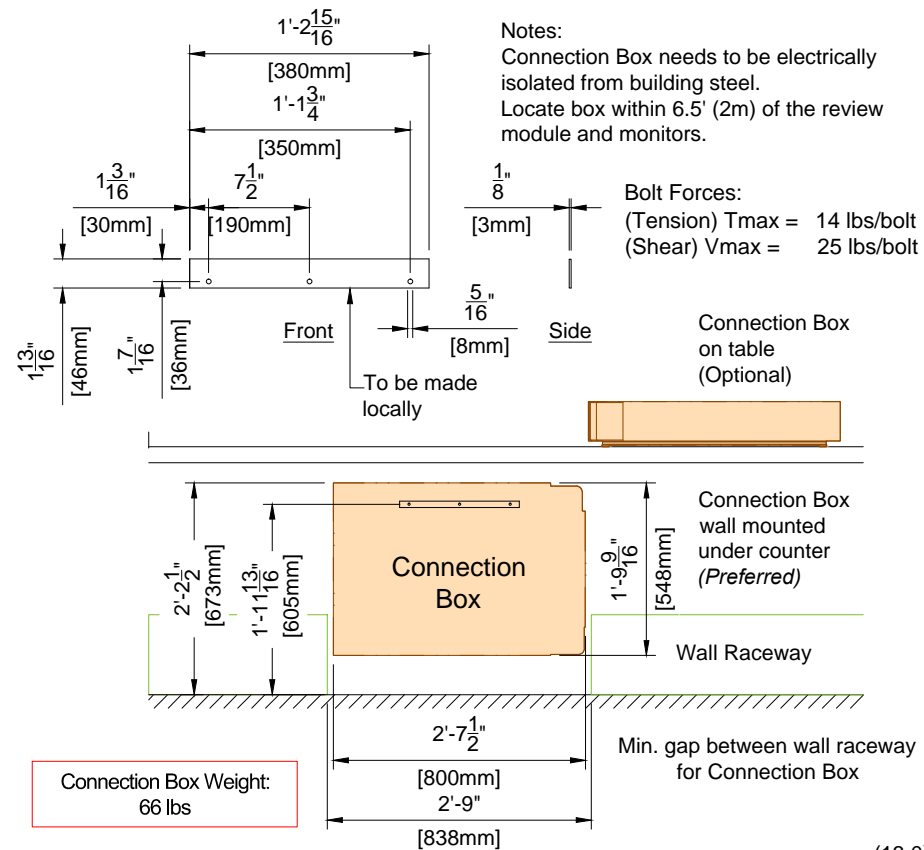 1'-2 15/16"
[380mm]
1'-1 3/4"
[350mm]
1 3/16"
[30mm]
7 1/2"
[190mm]
1/8"
[3mm]
Notes:
Connection Box needs to be electrically
isolated from building steel.
Locate box within 6.5' (2m) of the review
module and monitors.
Bolt Forces:
(Tension) Tmax = 14 lbs/bolt
(Shear) Vmax = 25 lbs/bolt
1 13/16"
[46mm]
1 7/16"
[36mm]
Front
5/16"
[8mm]
Side
To be made
locally
Connection Box
on table
(Optional)
2'-2 1/2"
[673mm]
1'-11 13/16"
[605mm]
Connection
Box
1'-9 9/16"
[548mm]
Connection Box
wall mounted
under counter
(Preferred)
Wall Raceway
2'-7 1/2"
[800mm]
2'-9"
[838mm]
Min. gap between wall raceway
for Connection Box
Connection Box Weight:
66 lbs